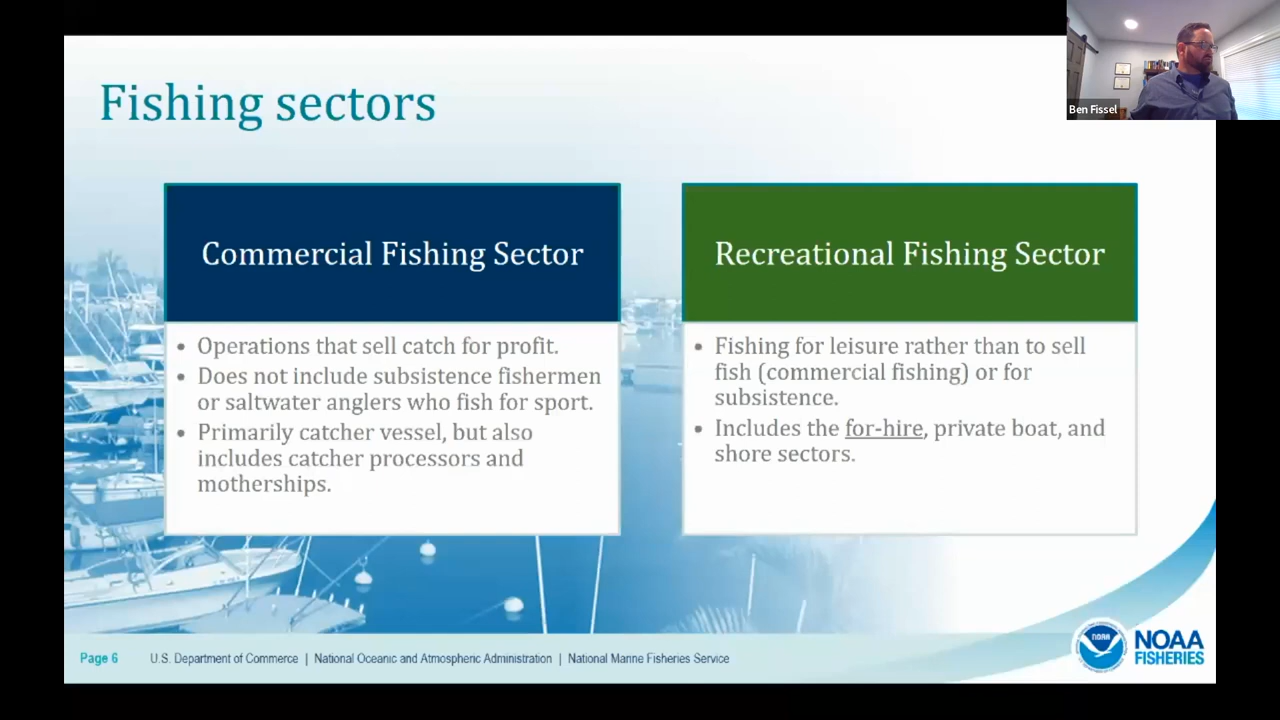 Fishing sectors
Ben Fissel
Commercial Fishing Sector
• Operations that sell catch for profit.
• Does not include subsistence fishermen
or saltwater anglers who fish for sport.
• Primarily catcher vessel, but also
includes catcher processors and
motherships.
Recreational Fishing Sector
• Fishing for leisure rather than to sell
fish (commercial fishing) or for
subsistence.
• Includes the for-hire, private boat, and
shore sectors.
Page 6 U.S. Department of Commerce | National Oceanic and Atmospheric Administration | National Marine Fisheries Service
NOAA
NOAA
FISHERIES